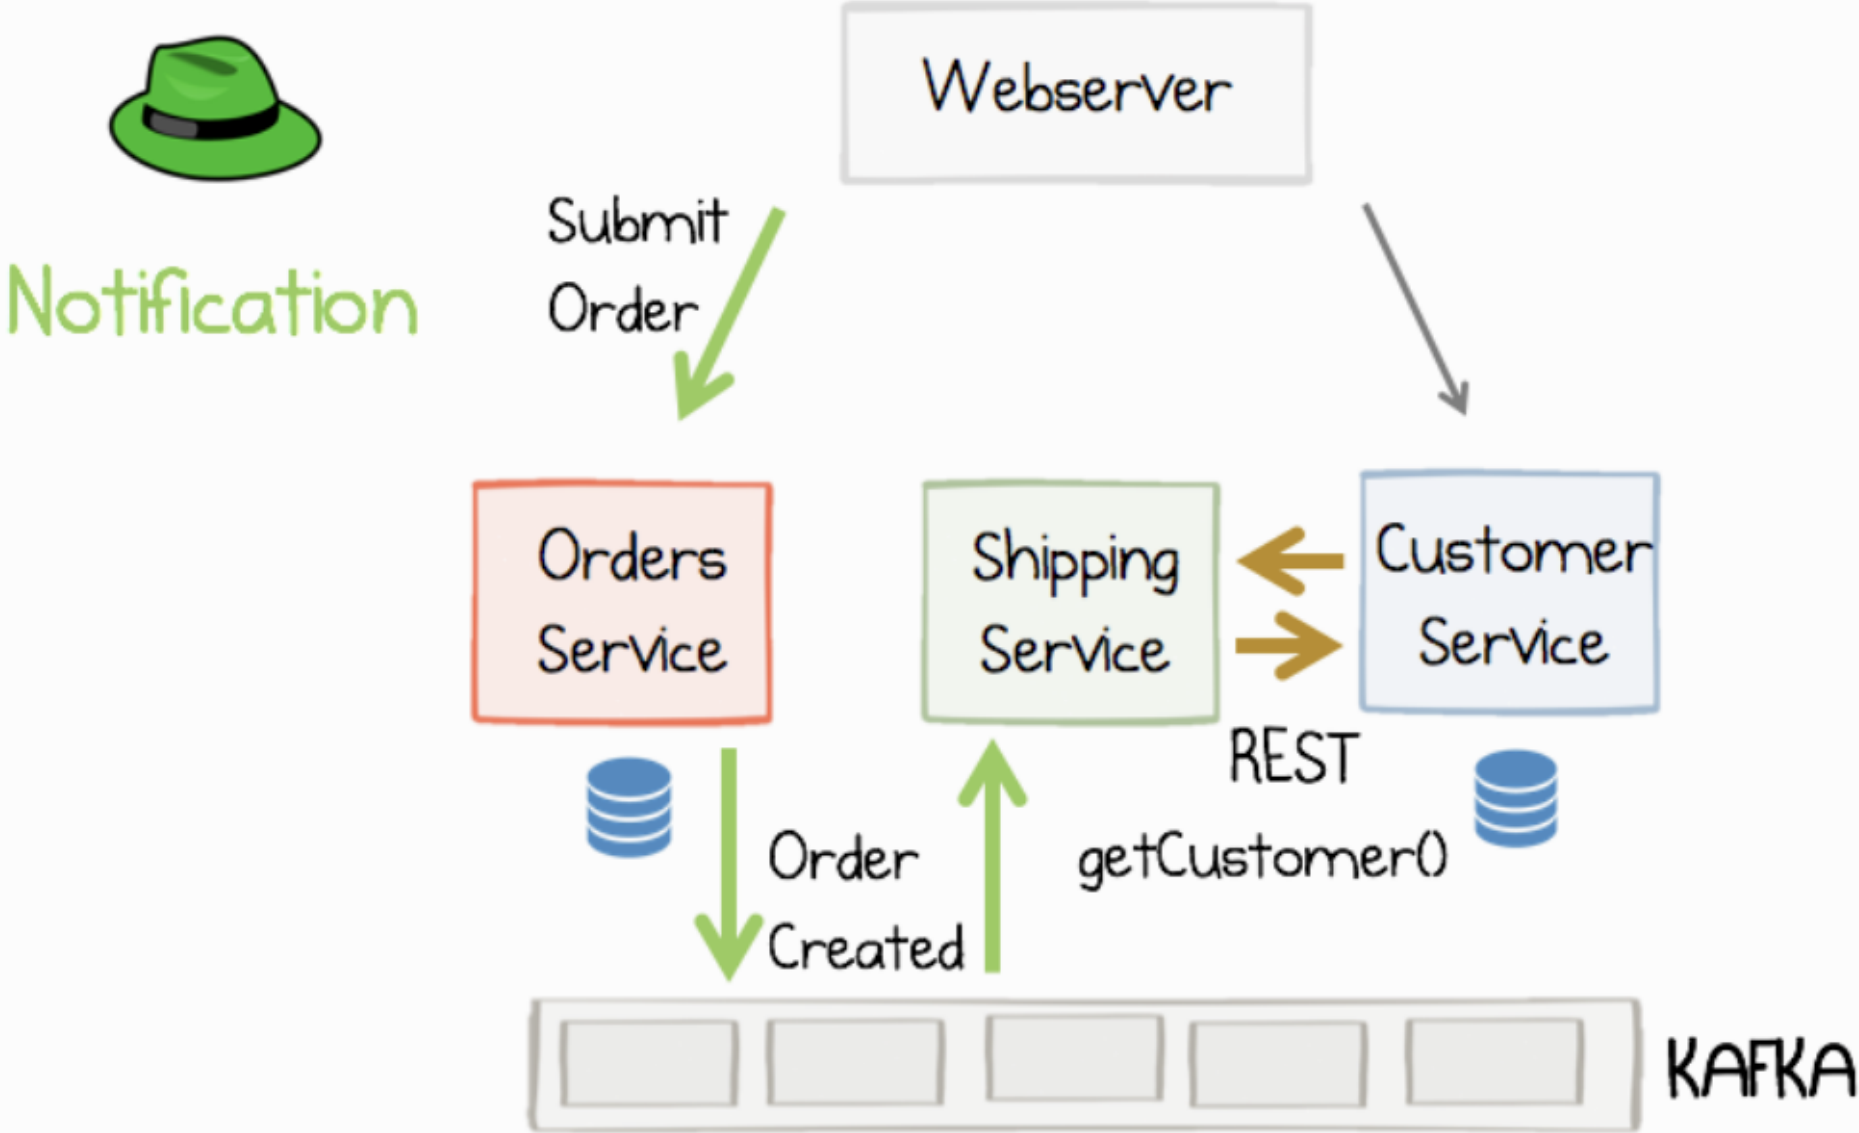 Webserver
Submit
Order
Notification
Orders
Service
Shipping
Service
Customer
Service
REST
getCustomer()
Order
Created
KAFKA